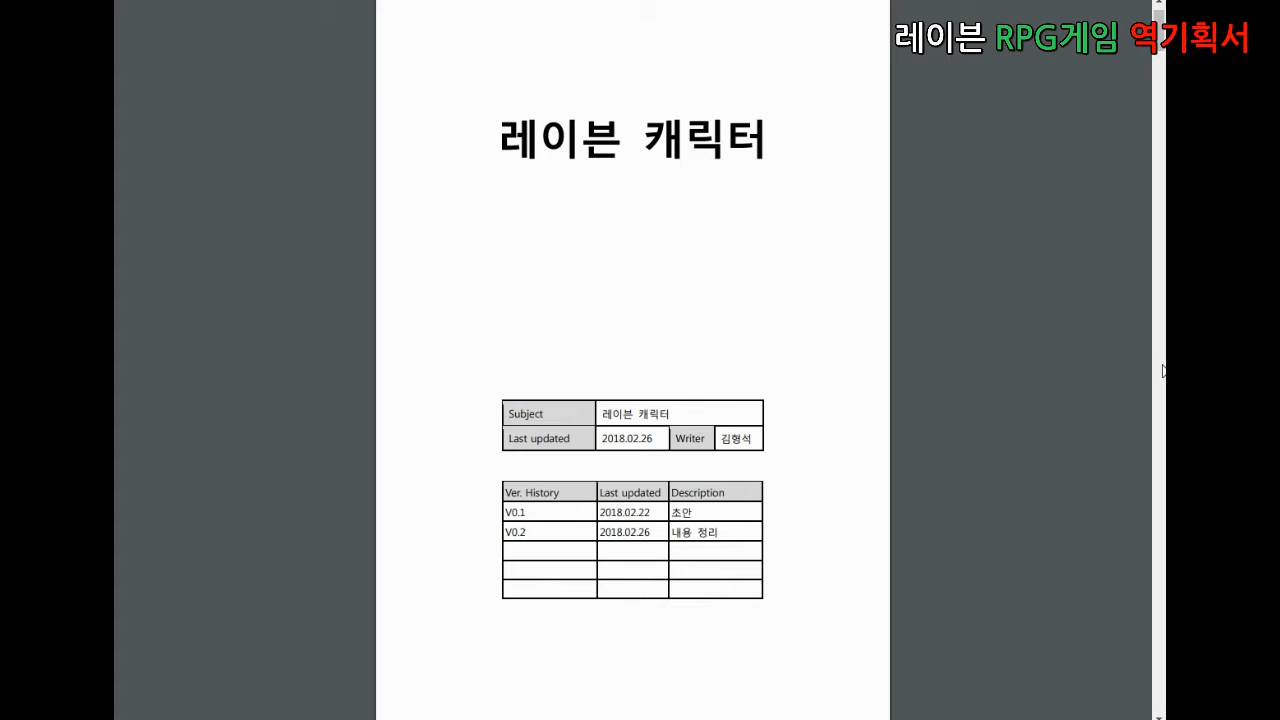 레이븐 RPG게임 역기획서
레이븐 캐릭터
Subject 레이븐 캐릭터
Last updated 2018.02.26 Writer 김형석
Ver. History Last updated Description
V0.1 2018.02.22 초안
V0.2 2018.02.26 내용 정리